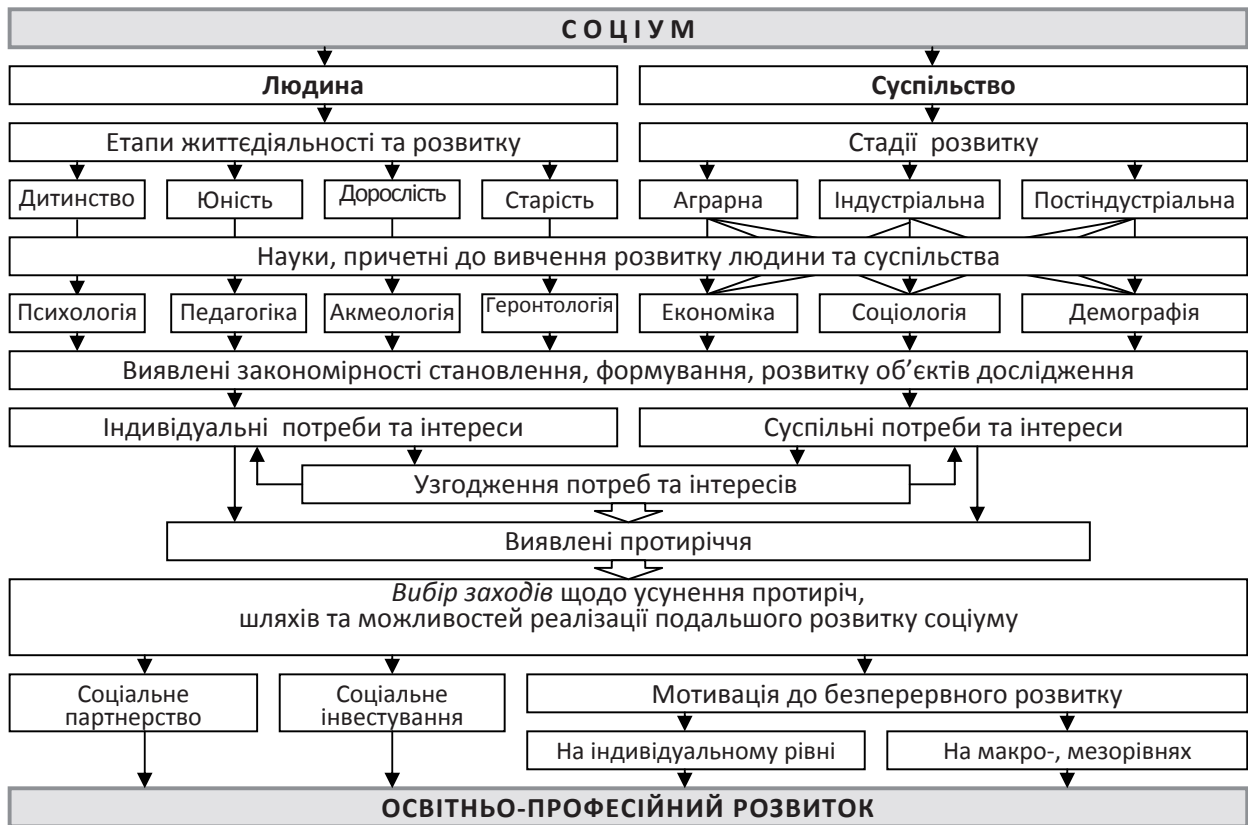 СОЦІУМ
Людина
Суспільство
Етапи життєдіяльності та розвитку
Стадії розвитку
Дитинство
Юність
Дорослість
Старість
Аграрна
Індустріальна
Постіндустріальна
Науки, причетні до вивчення розвитку людини та суспільства
Психологія
Педагогіка
Акмеологія
Геронтологія
Економіка
Соціологія
Демографія
Виявлені закономірності становлення, формування, розвитку об’єктів дослідження
Індивідуальні потреби та інтереси
Суспільні потреби та інтереси
Узгодження потреб та інтересів
Виявлені протиріччя
Вибір заходів щодо усунення протиріч,
шляхів та можливостей реалізації подальшого розвитку соціуму
Соціальне
партнерство
Соціальне
інвестування
Мотивація до безперервного розвитку
На індивідуальному рівні
На макро-, мезорівнях
ОСВІТНЬО-ПРОФЕСІЙНИЙ РОЗВИТОК